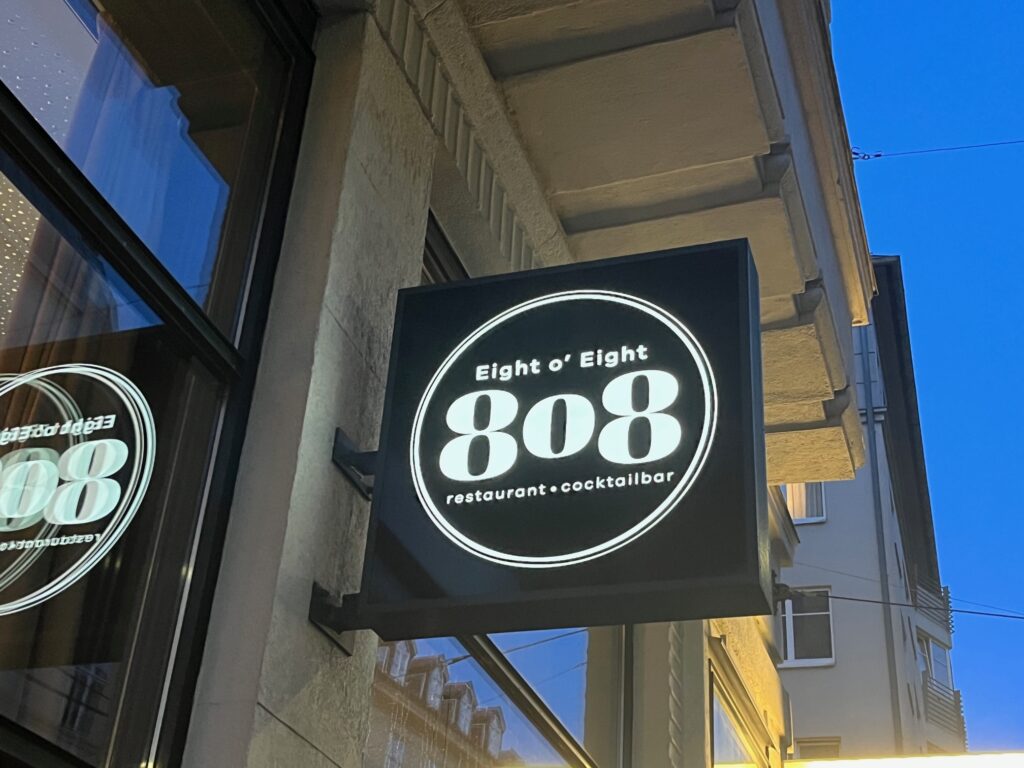 Eight o' Eight
808
restaurant • cocktailbar